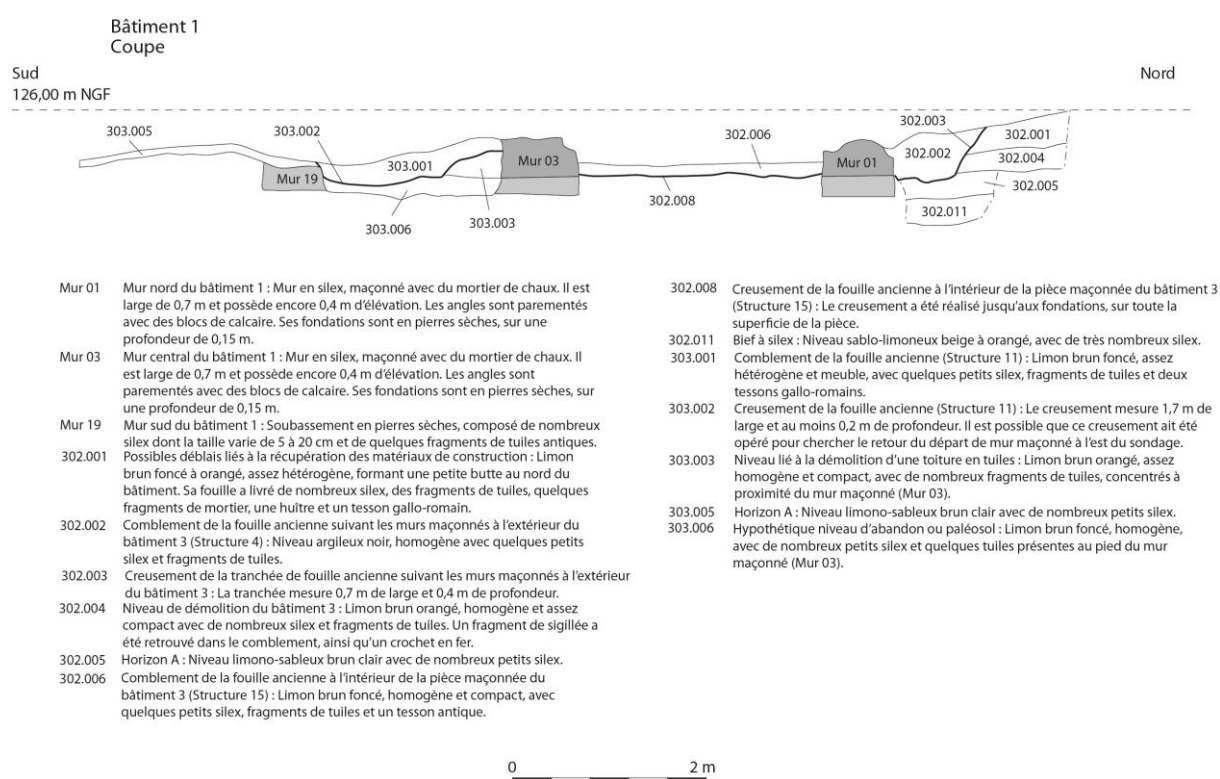 Bâtiment 1
Coupe
Sud
Nord
126,00 m NGF
303.005
303.002
303.001
Mur 19
303.006
303.003
Mur 03
302.006
302.008
Mur 01
302.003
302.002
302.001
302.004
302.005
302.011
Mur 01 Mur nord du bâtiment 1 : Mur en silex, maçonné avec du mortier de chaux. Il est
large de 0,7 m et possède encore 0,4 m d'élévation. Les angles sont parementés
avec des blocs de calcaire. Ses fondations sont en pierres sèches, sur une
profondeur de 0,15 m.
Mur 03 Mur central du bâtiment 1 : Mur en silex, maçonné avec du mortier de chaux. Il
est large de 0,7 m et possède encore 0,4 m d'élévation. Les angles sont
parementés avec des blocs de calcaire. Ses fondations sont en pierres sèches, sur
une profondeur de 0,15 m.
Mur 19 Mur sud du bâtiment 1 : Soubassement en pierres sèches, composé de nombreux
silex dont la taille varie de 5 à 20 cm et de quelques fragments de tuiles antiques.
302.001 Possibles déblais liés à la récupération des matériaux de construction : Limon
brun foncé à orangé, assez hétérogène, formant une petite butte au nord du
bâtiment. Sa fouille a livré de nombreux silex, des fragments de tuiles, quelques
fragments de mortier, une huître et un tesson gallo-romain.
302.002 Comblement de la fouille ancienne suivant les murs maçonnés à l'extérieur du
bâtiment 3 (Structure 4) : Niveau argileux noir, homogène avec quelques petits
silex et fragments de tuiles.
302.003 Creusement de la tranchée de fouille ancienne suivant les murs maçonnés à l'extérieur
du bâtiment 3 : La tranchée mesure 0,7 m de large et 0,4 m de profondeur.
302.004 Niveau de démolition du bâtiment 3 : Limon brun orangé, homogène et assez
compact avec de nombreux silex et fragments de tuiles. Un fragment de sigillée a
été retrouvé dans le comblement, ainsi qu'un crochet en fer.
302.005 Horizon A : Niveau limono-sableux brun clair avec de nombreux petits silex.
302.006 Comblement de la fouille ancienne à l'intérieur de la pièce maçonnée du
bâtiment 3 (Structure 15) : Limon brun foncé, homogène et compact, avec
quelques petits silex, fragments de tuiles et un tesson antique.
302.008 Creusement de la fouille ancienne à l'intérieur de la pièce maçonnée du bâtiment 3
(Structure 15) : Le creusement a été réalisé jusqu'aux fondations, sur toute la
superficie de la pièce.
302.011 Bief à silex : Niveau sablo-limoneux beige à orangé, avec de très nombreux silex.
303.001 Comblement de la fouille ancienne (Structure 11) : Limon brun foncé, assez
hétérogène et meuble, avec quelques petits silex, fragments de tuiles et deux
tessons gallo-romains.
303.002 Creusement de la fouille ancienne (Structure 11) : Le creusement mesure 1,7 m de
large et au moins 0,2 m de profondeur. Il est possible que ce creusement ait été
opéré pour chercher le retour du départ de mur maçonné à l'est du sondage.
303.003 Niveau lié à la démolition d'une toiture en tuiles : Limon brun orangé, assez
homogène et compact, avec de nombreux fragments de tuiles, concentrés à
proximité du mur maçonné (Mur 03).
303.005 Horizon A : Niveau limono-sableux brun clair avec de nombreux petits silex.
303.006 Hypothétique niveau d'abandon ou paléosol : Limon brun foncé, homogène,
avec de nombreux petits silex et quelques tuiles présentes au pied du mur
maçonné (Mur 03).
0 2 m